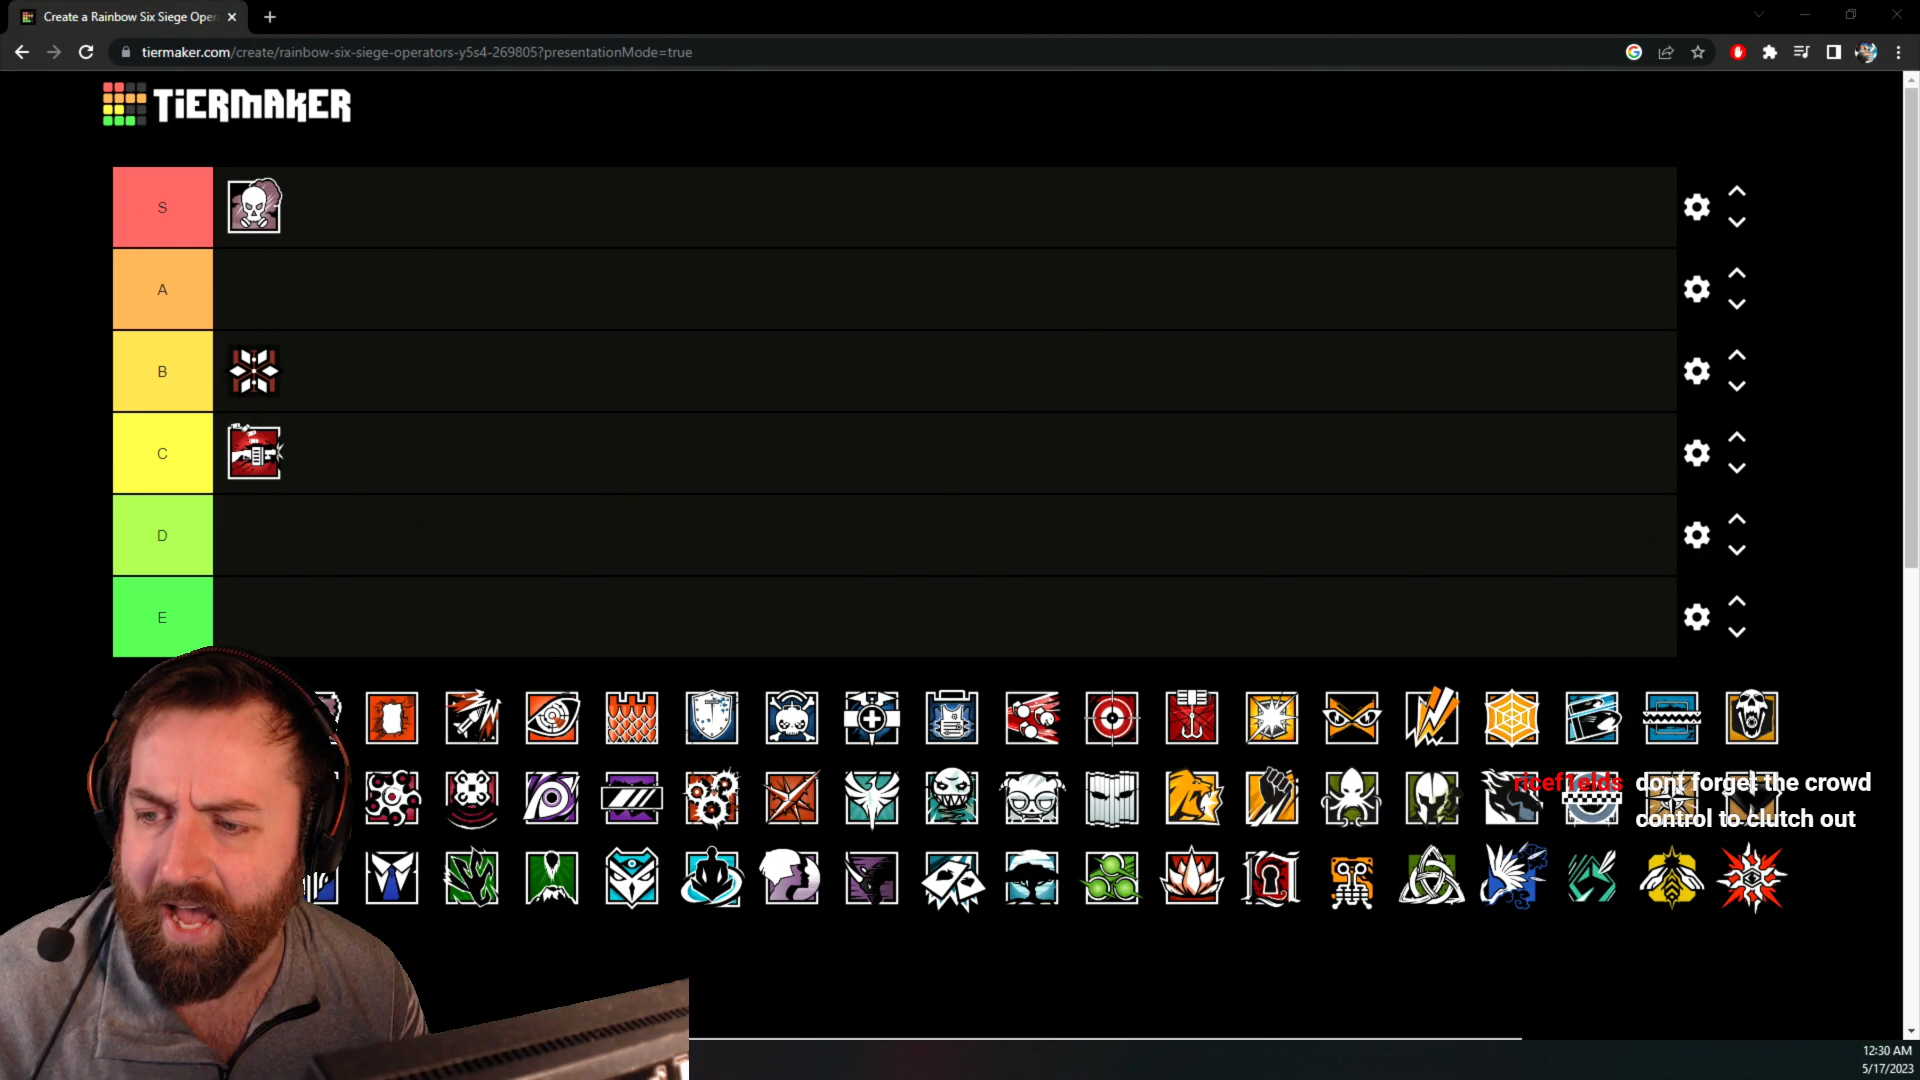 Create a Rainbow Six Siege Oper
tiermaker.com/create/rainbow-six-siege-operators-y5s4-269805?presentationMode=true
TiERMAKER
S
A
B
C
D
E
ricef1elds dont forget the crowd
control to clutch out
12:30 AM
5/17/2023